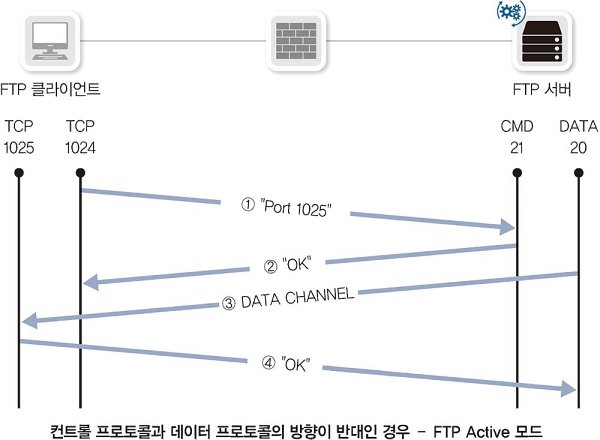 FTP 클라이언트
FTP 서버
TCP
1025
TCP
1024
CMD
21
DATA
20
① "Port 1025"
② "OK"
③ DATA CHANNEL
④ "OK"
컨트롤 프로토콜과 데이터 프로토콜의 방향이 반대인 경우 – FTP Active 모드